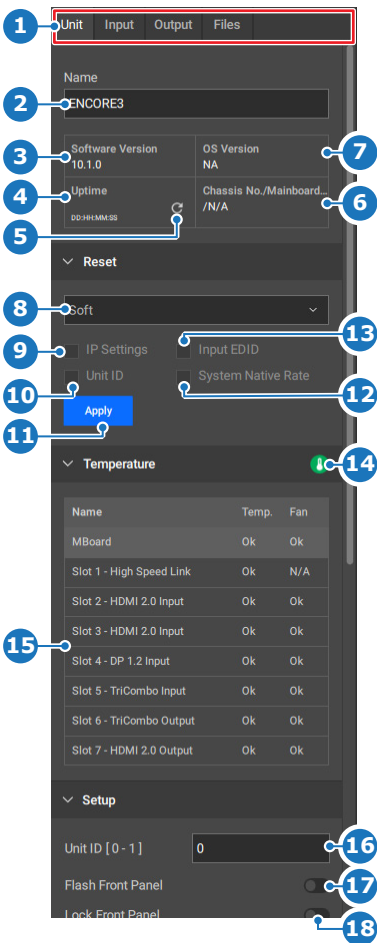 1 Unit Input Output Files
Name
2 ENCORE3
3 Software Version OS Version 7
10.1.0 NA
4 Uptime Chassis No./Mainboard... 6
DD:HH:MM:SS /N/A
5
Reset
8 Soft
13
9 IP Settings Input EDID
10 Unit ID System Native Rate 12
Apply
11
Temperature 14
Name Temp. Fan
MBoard Ok Ok
Slot 1 - High Speed Link Ok N/A
Slot 2 - HDMI 2.0 Input Ok Ok
Slot 3 - HDMI 2.0 Input Ok Ok
15 Slot 4 - DP 1.2 Input Ok Ok
Slot 5 - TriCombo Input Ok Ok
Slot 6 - TriCombo Output Ok Ok
Slot 7 - HDMI 2.0 Output Ok Ok
Setup
Unit ID [ 0 - 1 ] 0 16
Flash Front Panel 17
Lock Front Panel 18